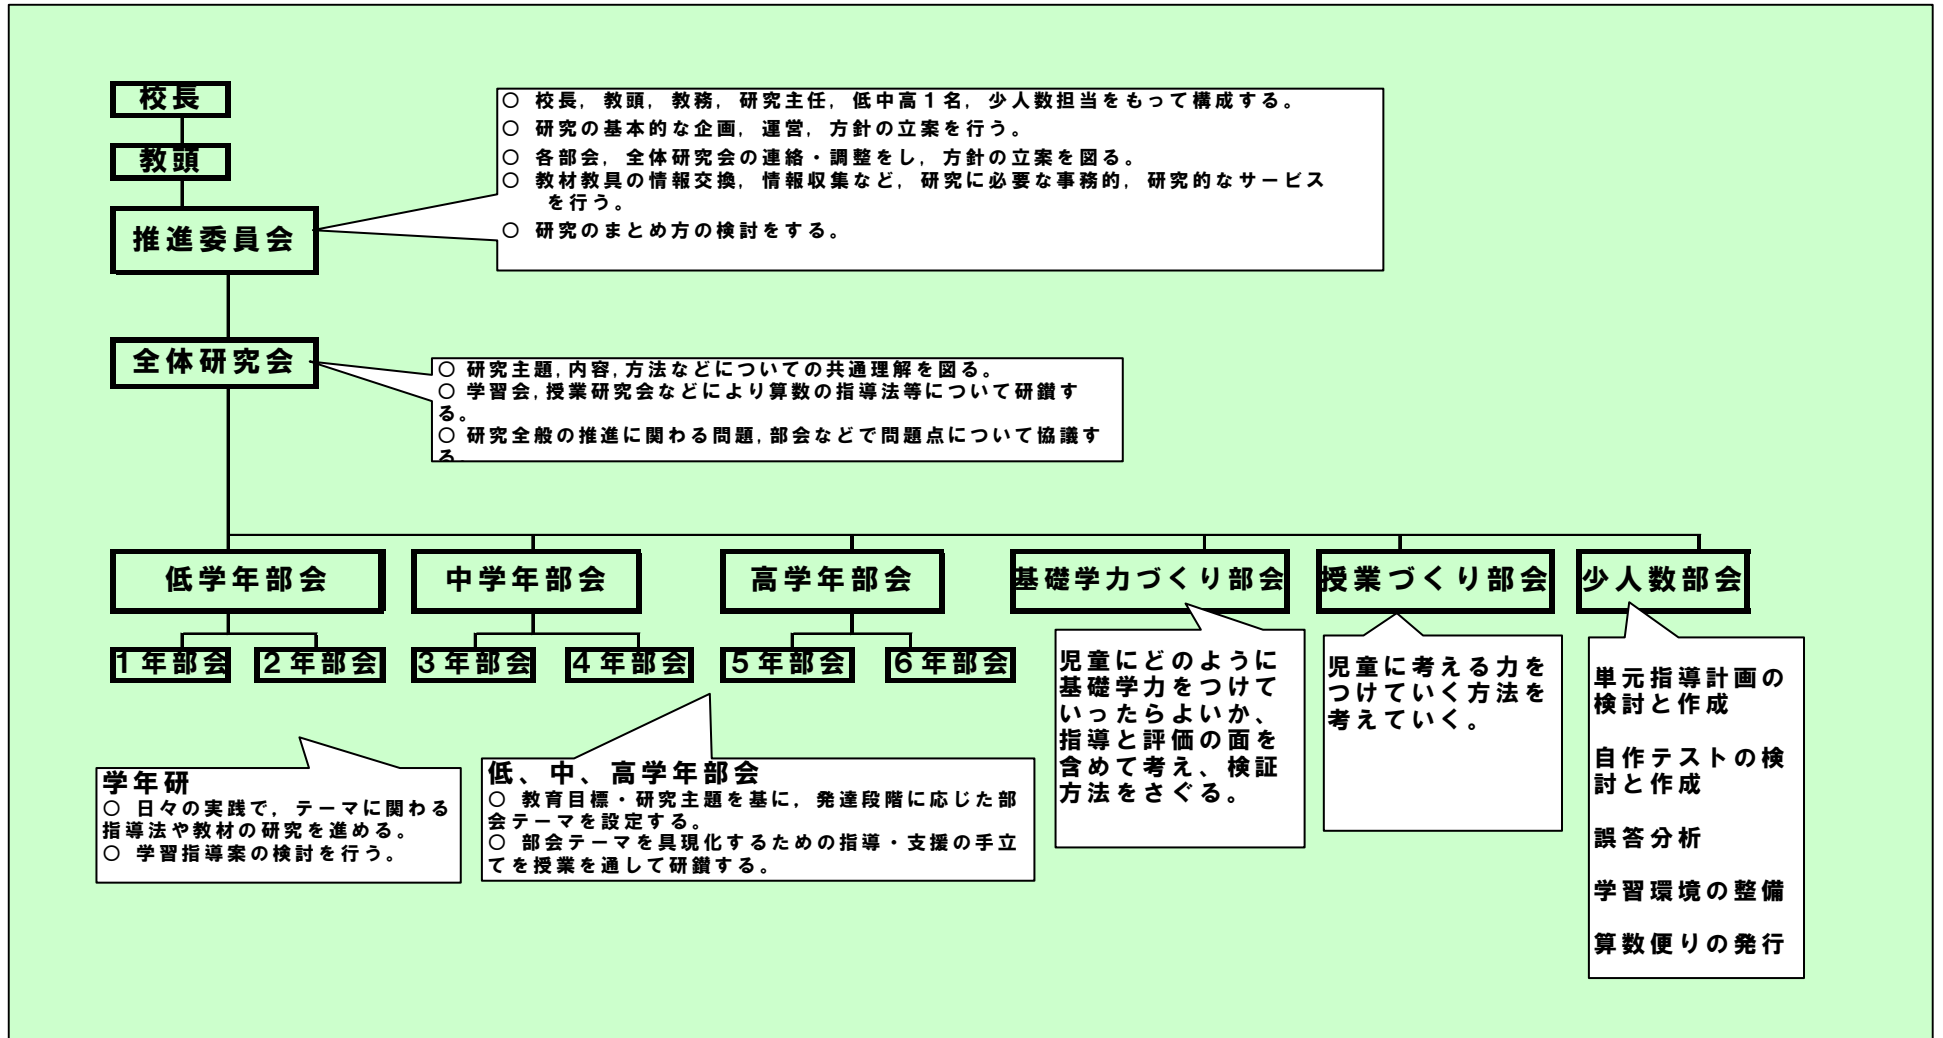 校長
教頭
推進委員会
○ 校長，教頭，教務，研究主任，低中高１名，少人数担当をもって構成する。
○ 研究の基本的な企画，運営，方針の立案を行う。
○ 各部会，全体研究会の連絡・調整をし，方針の立案を図る。
○ 教材教具の情報交換，情報収集など，研究に必要な事務的，研究的なサービス
を行う。
○ 研究のまとめ方の検討をする。
全体研究会
○ 研究主題,内容,方法などについての共通理解を図る。
○ 学習会,授業研究会などにより算数の指導法等について研鑽す
る。
○ 研究全般の推進に関わる問題,部会などで問題点について協議す
る。
低学年部会
中学年部会
高学年部会
基礎学力づくり部会
授業づくり部会
少人数部会
１年部会
２年部会
３年部会
４年部会
５年部会
６年部会
学年研
○ 日々の実践で，テーマに関わる
指導法や教材の研究を進める。
○ 学習指導案の検討を行う。
低、中、高学年部会
○ 教育目標・研究主題を基に，発達段階に応じた部
会テーマを設定する。
○ 部会テーマを具現化するための指導・支援の手立
てを授業を通して研鑽する。
児童にどのように
基礎学力をつけて
いったらよいか、
指導と評価の面を
含めて考え、検証
方法をさぐる。
児童に考える力を
つけていく方法を
考えていく。
単元指導計画の
検討と作成
自作テストの検
討と作成
誤答分析
学習環境の整備
算数便りの発行